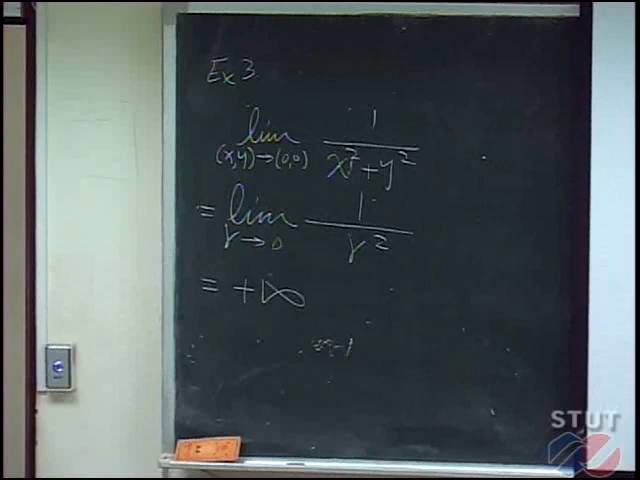 Ex 3
lim (x,y)→(0,0) 1/(x²+y²)
= lim r→0 1/r²
= +∞
STUT